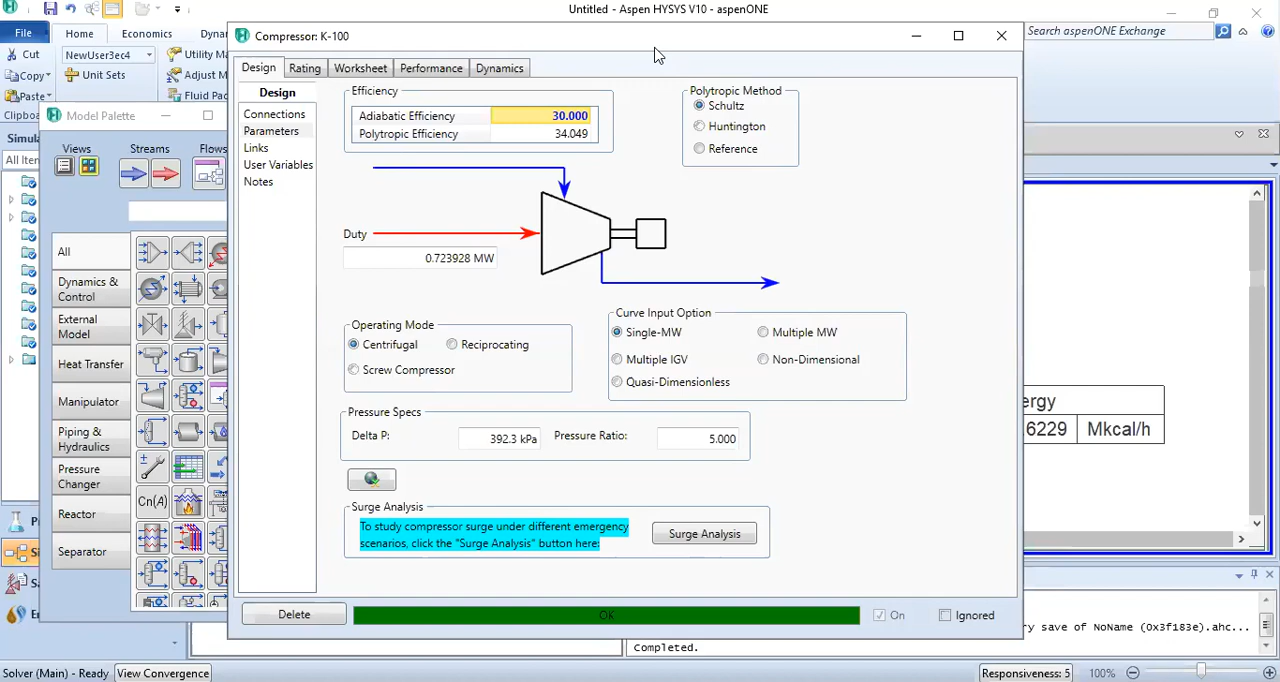 Untitled - Aspen HYSYS V10 - aspenONE
File
Home
Economics
Dynar
Search aspenONE Exchange
Cut
NewUser3ec4
Utility Ma
Copy
Unit Sets
Adjust M
Paste
Fluid Pac
Clipboa
Simula
All Iter
Model Palette
Views
Streams
Flows
All
Dynamics &
Control
External
Model
Heat Transfer
Manipulator
Piping &
Hydraulics
Pressure
Changer
Cn(A)
Reactor
Separator
Compressor: K-100
Design
Rating
Worksheet
Performance
Dynamics
Design
Connections
Parameters
Links
User Variables
Notes
Efficiency
Adiabatic Efficiency 30.000
Polytropic Efficiency 34.049
Polytropic Method
Schultz
Huntington
Reference
Duty
0.723928 MW
Operating Mode
Centrifugal
Reciprocating
Screw Compressor
Curve Input Option
Single-MW
Multiple MW
Multiple IGV
Non-Dimensional
Quasi-Dimensionless
Pressure Specs
Delta P: 392.3 kPa Pressure Ratio: 5.000
Surge Analysis
To study compressor surge under different emergency
scenarios, click the "Surge Analysis" button here:
Surge Analysis
Delete
OK
On
Ignored
ergy
6229 Mkcal/h
ry save of NoName (0x3f183e).ahc...
Completed.
Solver (Main) - Ready
View Convergence
Responsiveness: 5
100%